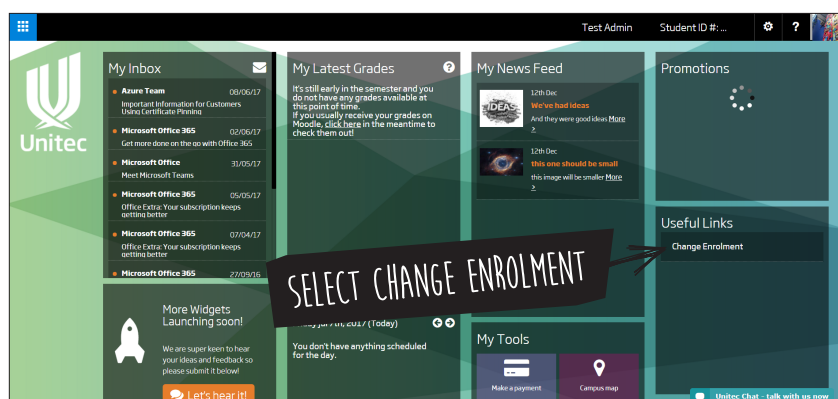 Test Admin Student ID #: ... ?
Unitec
My Inbox
Azure Team 08/06/17
Important Information for Customers
Using Certificate Pinning
Microsoft Office 365 02/06/17
Get more done on the go with Office 365
Microsoft Office 31/05/17
Meet Microsoft Teams
Microsoft Office 365 05/05/17
Office Extra: Your subscription keeps
getting better
Microsoft Office 365 07/04/17
Office Extra: Your subscription keeps
getting better
Microsoft Office 365 27/09/16
More Widgets
Launching soon!
We are super keen to hear
your ideas and feedback so
please submit it below!
Let's hear it!
My Latest Grades ?
It's still early in the semester and you
do not have any grades available at
this point of time.
If you usually receive your grades on
Moodle, click here in the meantime to
check them out!
SELECT CHANGE ENROLMENT
7th, 2017 (Today)
You don't have anything scheduled
for the day.
My News Feed
IDEAS
12th Dec
We've had ideas
And they were good ideas More
>
12th Dec
this one should be small
this image will be smaller More
>
My Tools
Make a payment
Campus map
Promotions
Useful Links
Change Enrolment
Unitec Chat - talk with us now